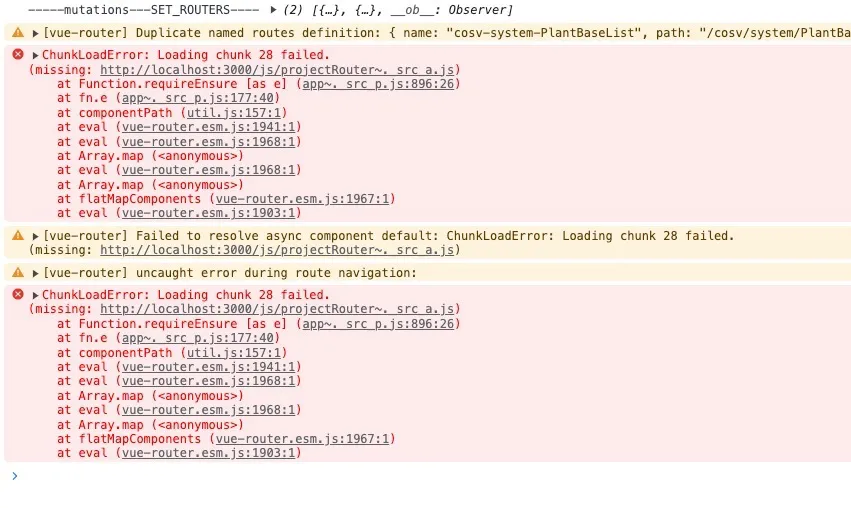 -----mutations---SET_ROUTERS---- ▶ (2) [{…}, {…}, __ob__: Observer]
▶ [vue-router] Duplicate named routes definition: { name: "cosv-system-PlantBaseList", path: "/cosv/system/PlantBa
▶ ChunkLoadError: Loading chunk 28 failed.
(missing: http://localhost:3000/js/projectRouter~._src_a.js)
at Function.requireEnsure [as e] (app~._src_p.js:896:26)
at fn.e (app~._src_p.js:177:40)
at componentPath (util.js:157:1)
at eval (vue-router.esm.js:1941:1)
at eval (vue-router.esm.js:1968:1)
at Array.map (<anonymous>)
at eval (vue-router.esm.js:1968:1)
at Array.map (<anonymous>)
at flatMapComponents (vue-router.esm.js:1967:1)
at eval (vue-router.esm.js:1903:1)
▶ [vue-router] Failed to resolve async component default: ChunkLoadError: Loading chunk 28 failed.
(missing: http://localhost:3000/js/projectRouter~._src_a.js)
▶ [vue-router] uncaught error during route navigation:
▶ ChunkLoadError: Loading chunk 28 failed.
(missing: http://localhost:3000/js/projectRouter~._src_a.js)
at Function.requireEnsure [as e] (app~._src_p.js:896:26)
at fn.e (app~._src_p.js:177:40)
at componentPath (util.js:157:1)
at eval (vue-router.esm.js:1941:1)
at eval (vue-router.esm.js:1968:1)
at Array.map (<anonymous>)
at eval (vue-router.esm.js:1968:1)
at Array.map (<anonymous>)
at flatMapComponents (vue-router.esm.js:1967:1)
at eval (vue-router.esm.js:1903:1)